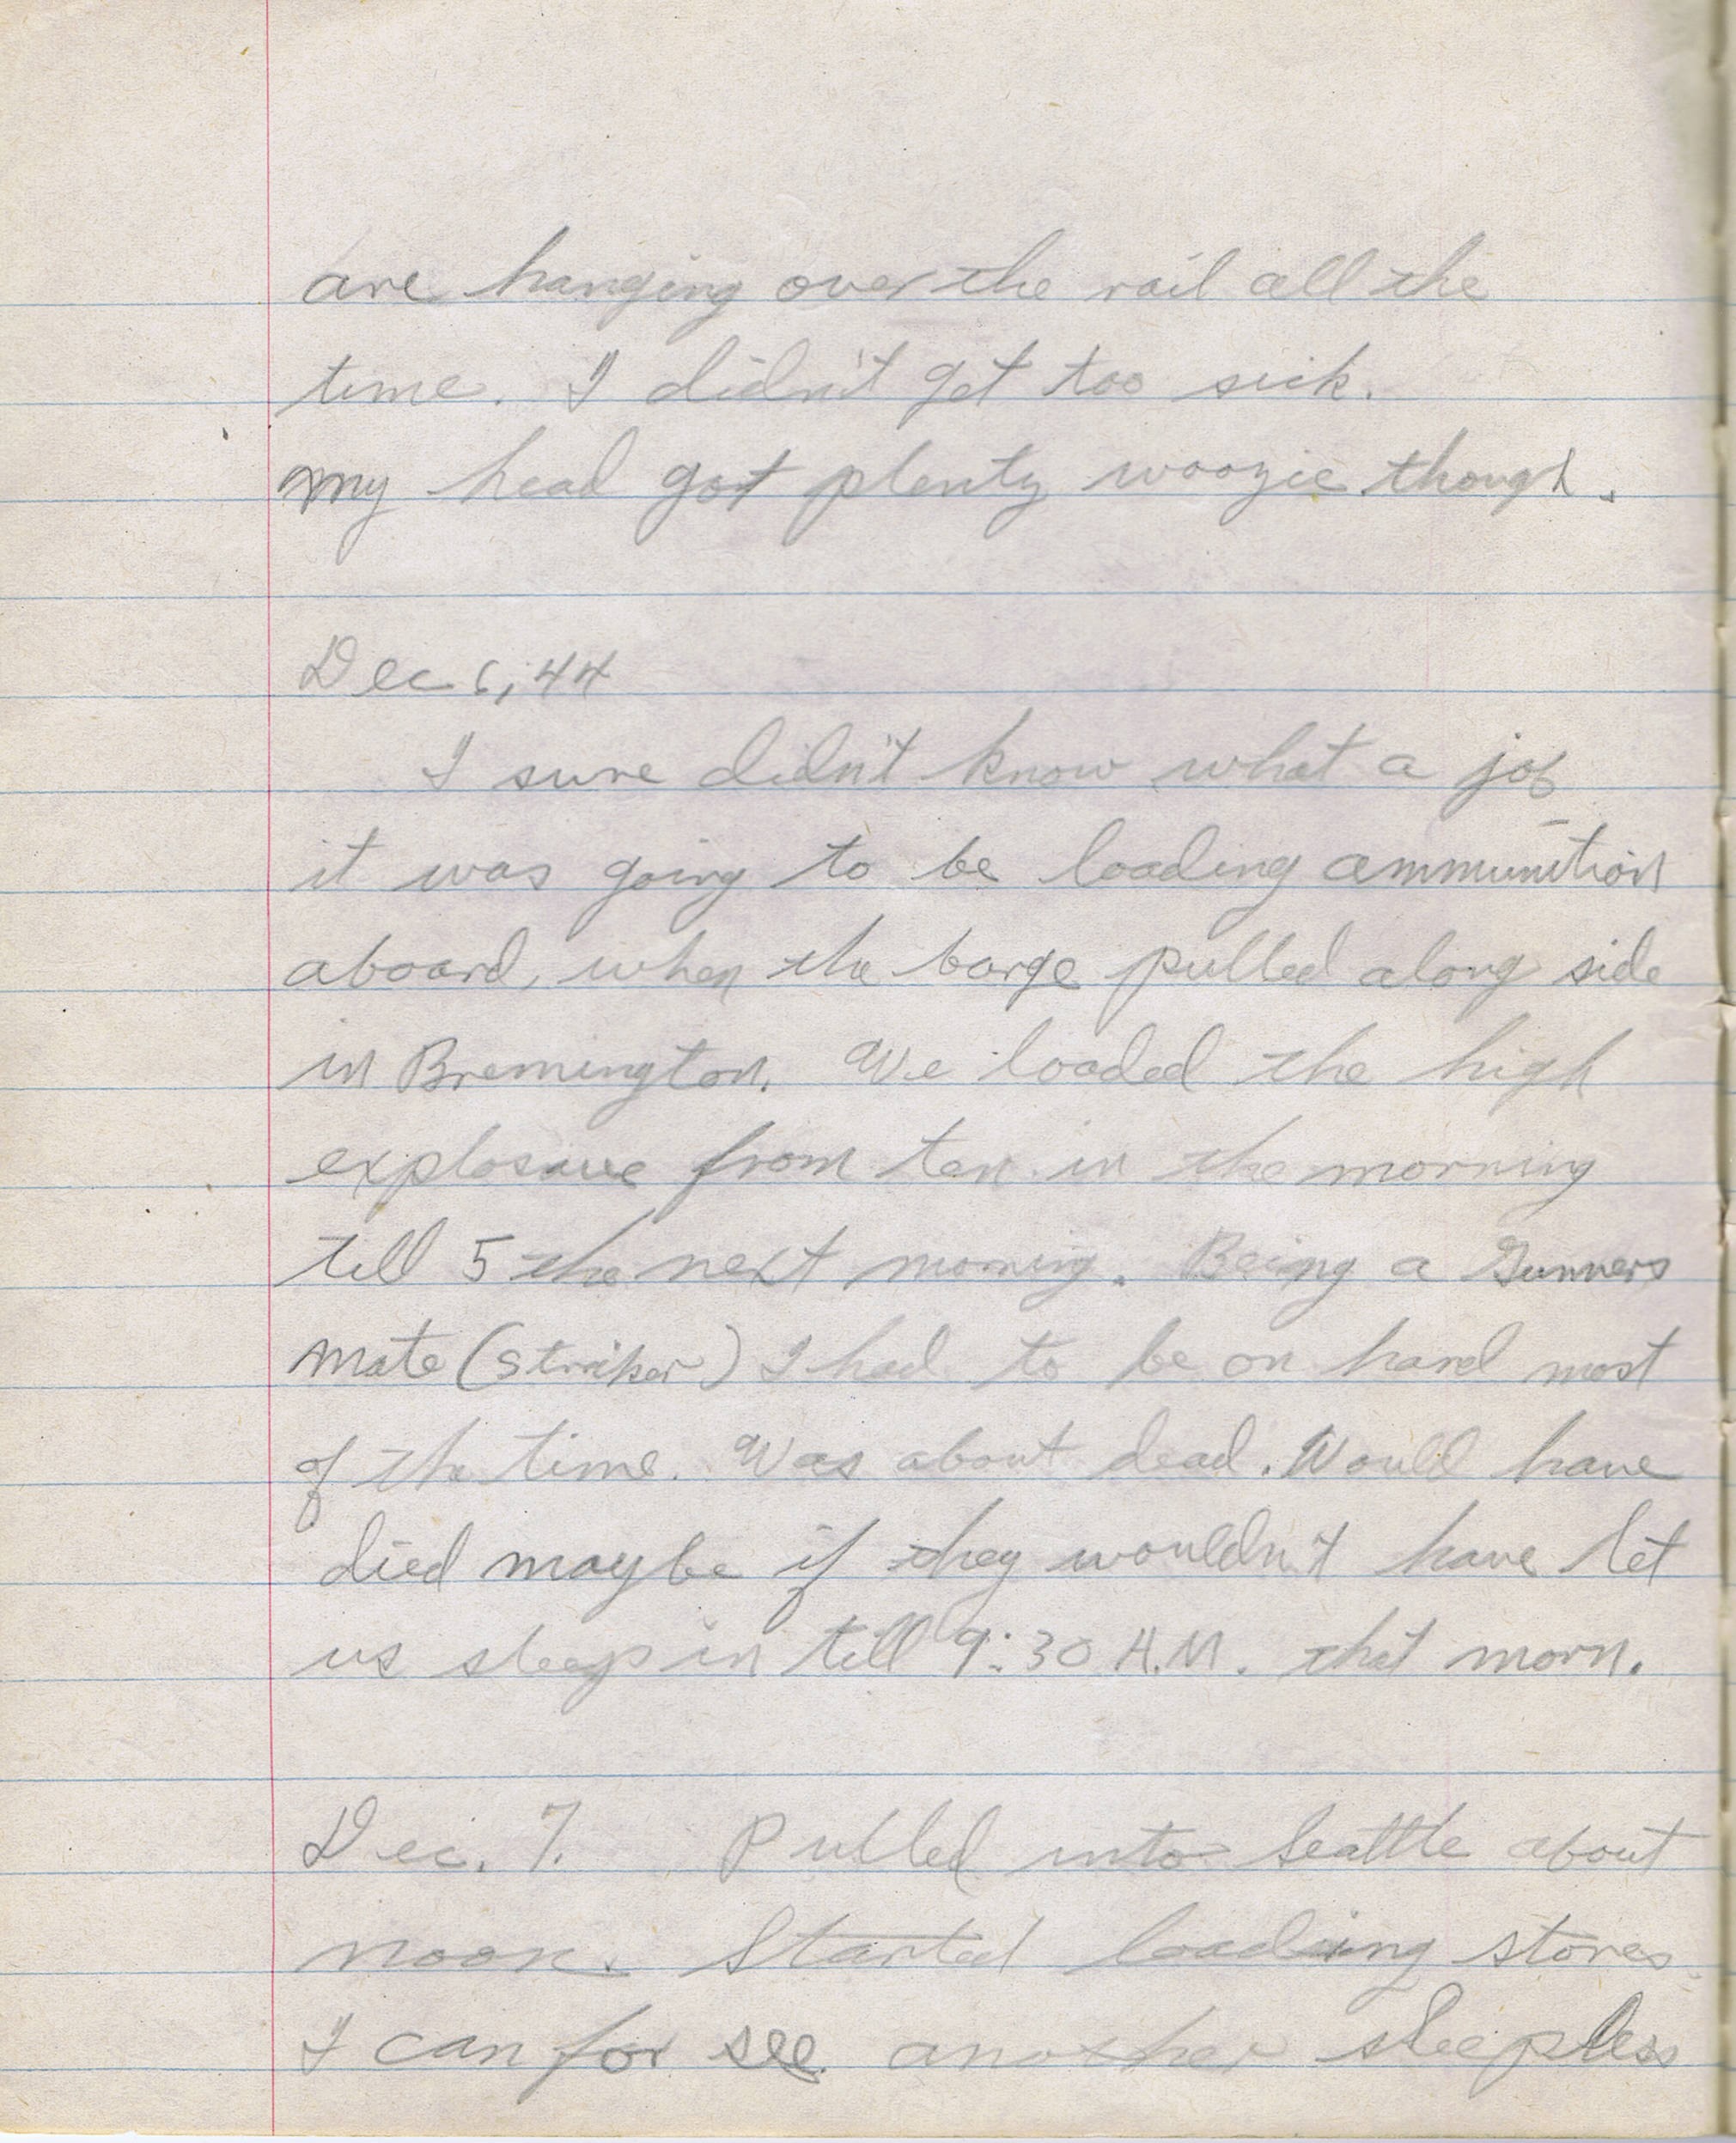 are hanging over the rail all the
time. I didn't get too sick.
my head got plenty woozie though.
Dec 6, 44
I sure didn't know what a job
it was going to be loading ammunition
aboard, when the barge pulled along side
in Bremington. We loaded the high
explosive from ten in the morning
till 5 the next morning. Being a Gunners
mate (striker) I had to be on hand most
of the time. Was about dead. Would have
died maybe if they wouldn't have let
us sleep in till 9:30 A.M. that morn.
Dec. 7. Pulled into Seattle about
noon. Started loading stores.
I can for see another sleepless